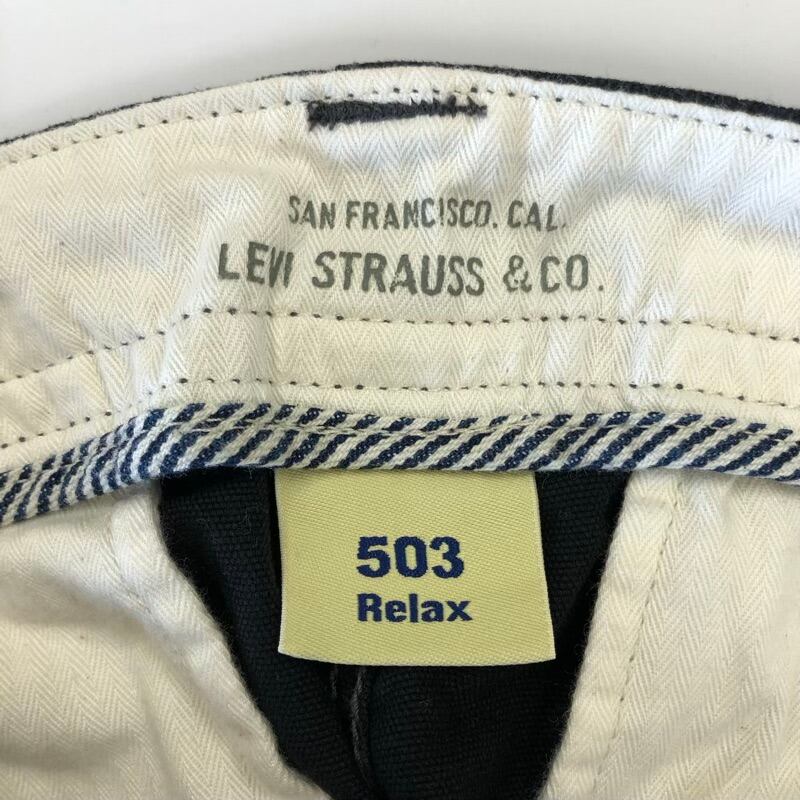 SAN FRANCISCO. CAL.
LEVI STRAUSS & CO.
503
Relax